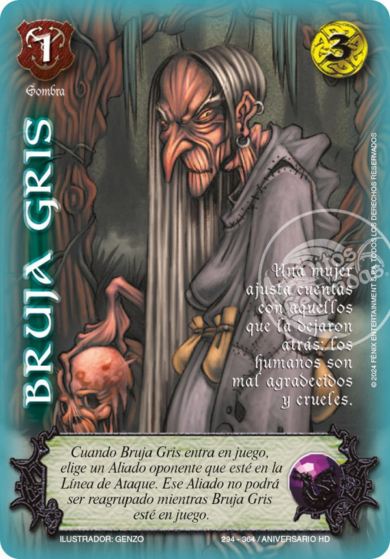 1
3
Sombra
BRUJA GRIS
Una mujer
ajusta cuentas
con aquellos
que la dejaron
atrás: los
humanos son
mal agradecidos
y crueles.
© 2024 FENIX ENTERTAINMENT TODOS LOS DERECHOS RESERVADOS
Cuando Bruja Gris entra en juego,
elige un Aliado oponente que esté en la
Línea de Ataque. Ese Aliado no podrá
ser reagrupado mientras Bruja Gris
esté en juego.
ILUSTRADOR: GENZO
294 - 364 / ANIVERSARIO HD